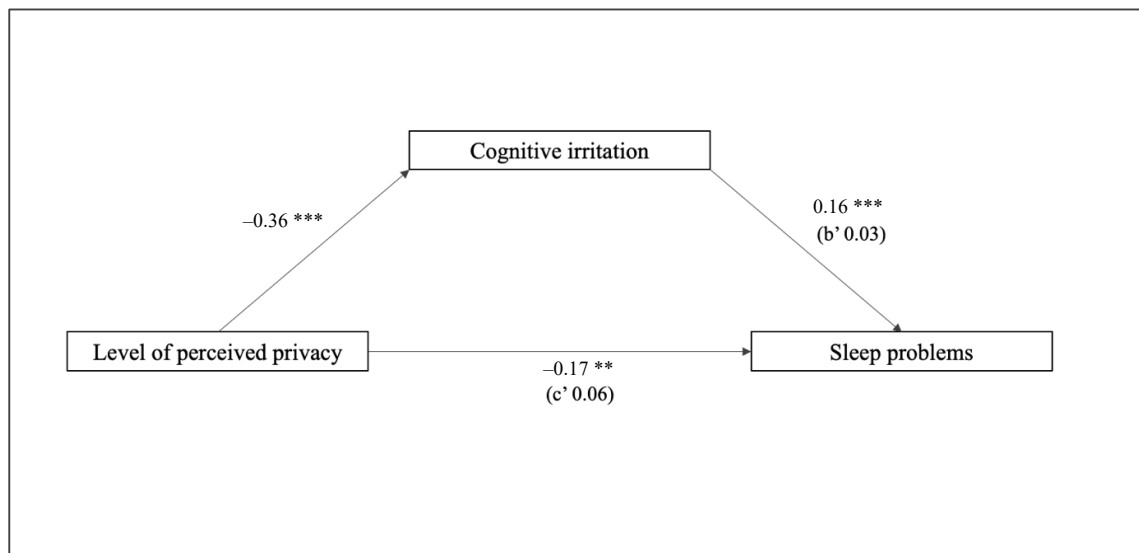 Cognitive irritation
–0.36 ***
0.16 ***
(b’ 0.03)
Level of perceived privacy
Sleep problems
–0.17 **
(c’ 0.06)